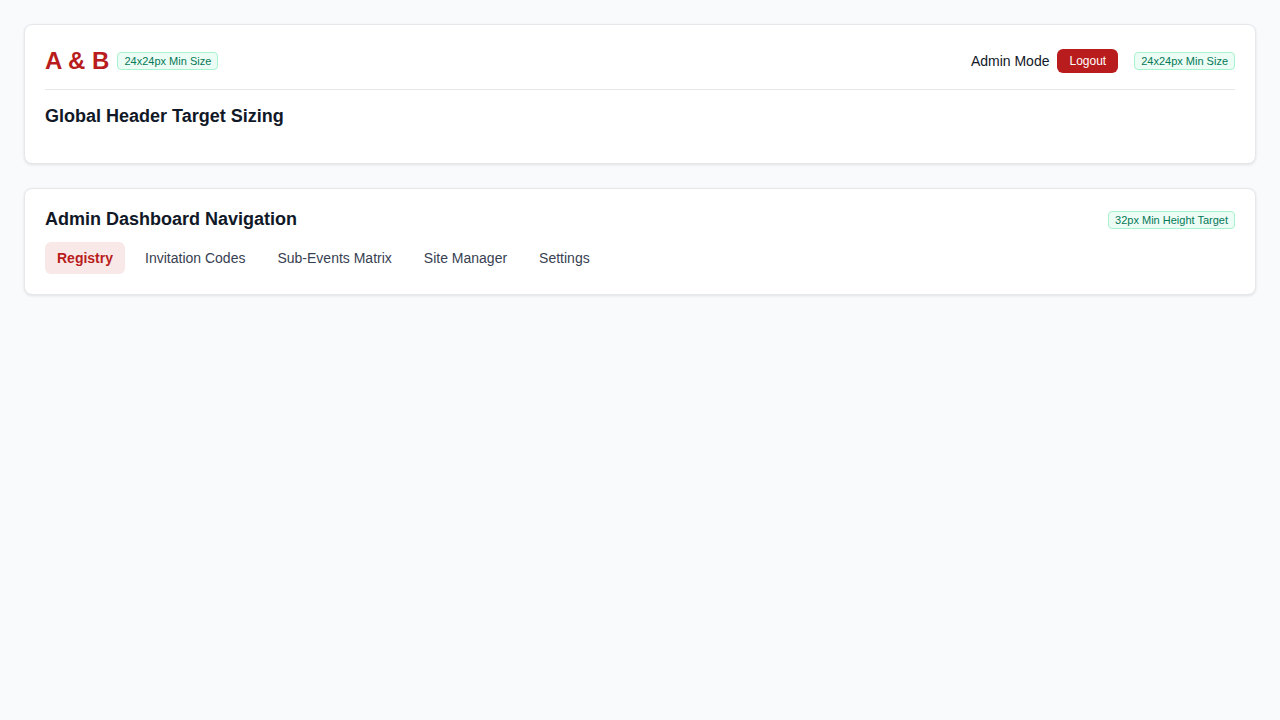 A & B 24x24px Min Size Admin Mode Logout 24x24px Min Size
Global Header Target Sizing
Admin Dashboard Navigation 32px Min Height Target
Registry Invitation Codes Sub-Events Matrix Site Manager Settings